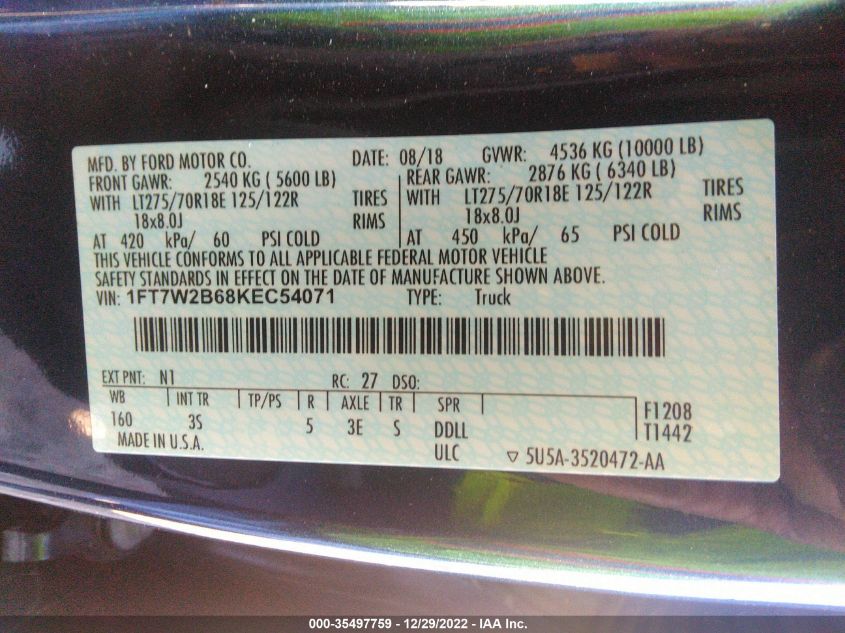 MFD. BY FORD MOTOR CO. DATE: 08/18 GVWR: 4536 KG (10000 LB)
FRONT GAWR: 2540 KG ( 5600 LB) REAR GAWR: 2876 KG ( 6340 LB)
WITH LT275/70R18E 125/122R TIRES WITH LT275/70R18E 125/122R TIRES
18x8.0J RIMS 18x8.0J RIMS
AT 420 kPa/ 60 PSI COLD AT 450 kPa/ 65 PSI COLD
THIS VEHICLE CONFORMS TO ALL APPLICABLE FEDERAL MOTOR VEHICLE
SAFETY STANDARDS IN EFFECT ON THE DATE OF MANUFACTURE SHOWN ABOVE.
VIN: 1FT7W2B68KEC54071 TYPE: Truck
EXT PNT: N1 RC: 27 DSO:
WB INT TR TP/PS R AXLE TR SPR F1208
160 3S 5 3E S DDLL T1442
MADE IN U.S.A. ULC ▽ 5U5A-3520472-AA
000-35497759 - 12/29/2022 - IAA Inc.